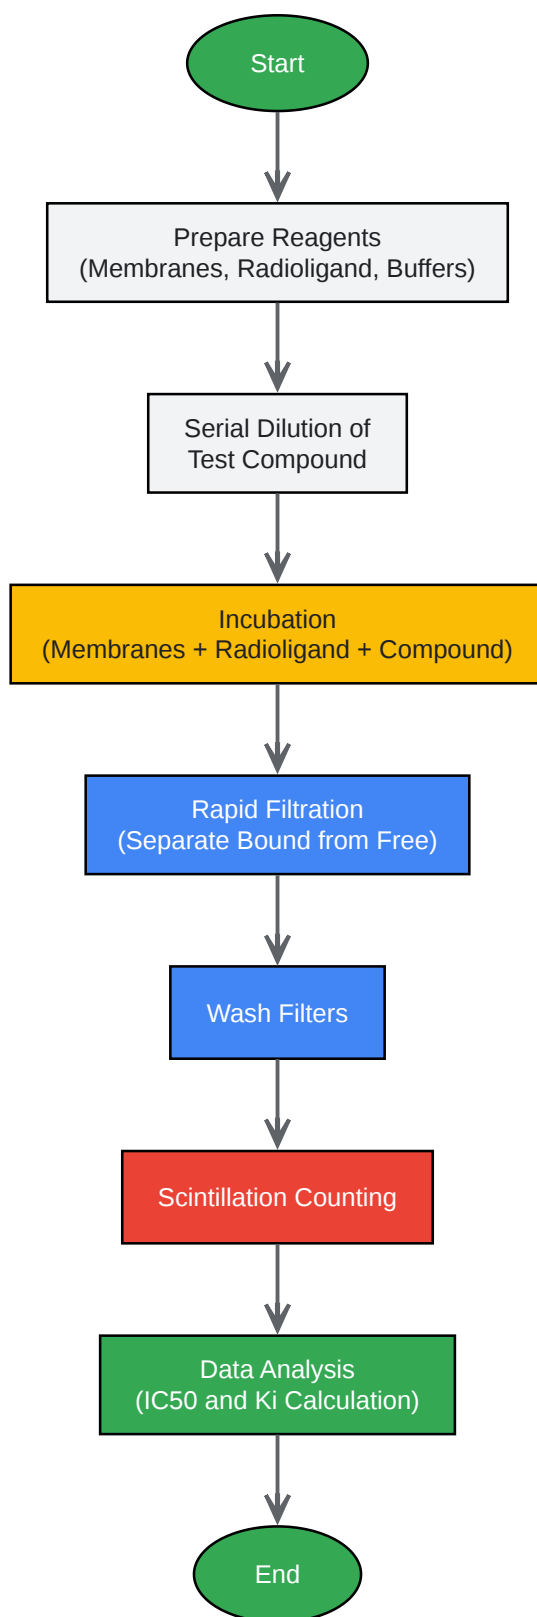 Start
Prepare Reagents
(Membranes, Radioligand, Buffers)
Serial Dilution of
Test Compound
Incubation
(Membranes + Radioligand + Compound)
Rapid Filtration
(Separate Bound from Free)
Wash Filters
Scintillation Counting
Data Analysis
(IC50 and Ki Calculation)
End